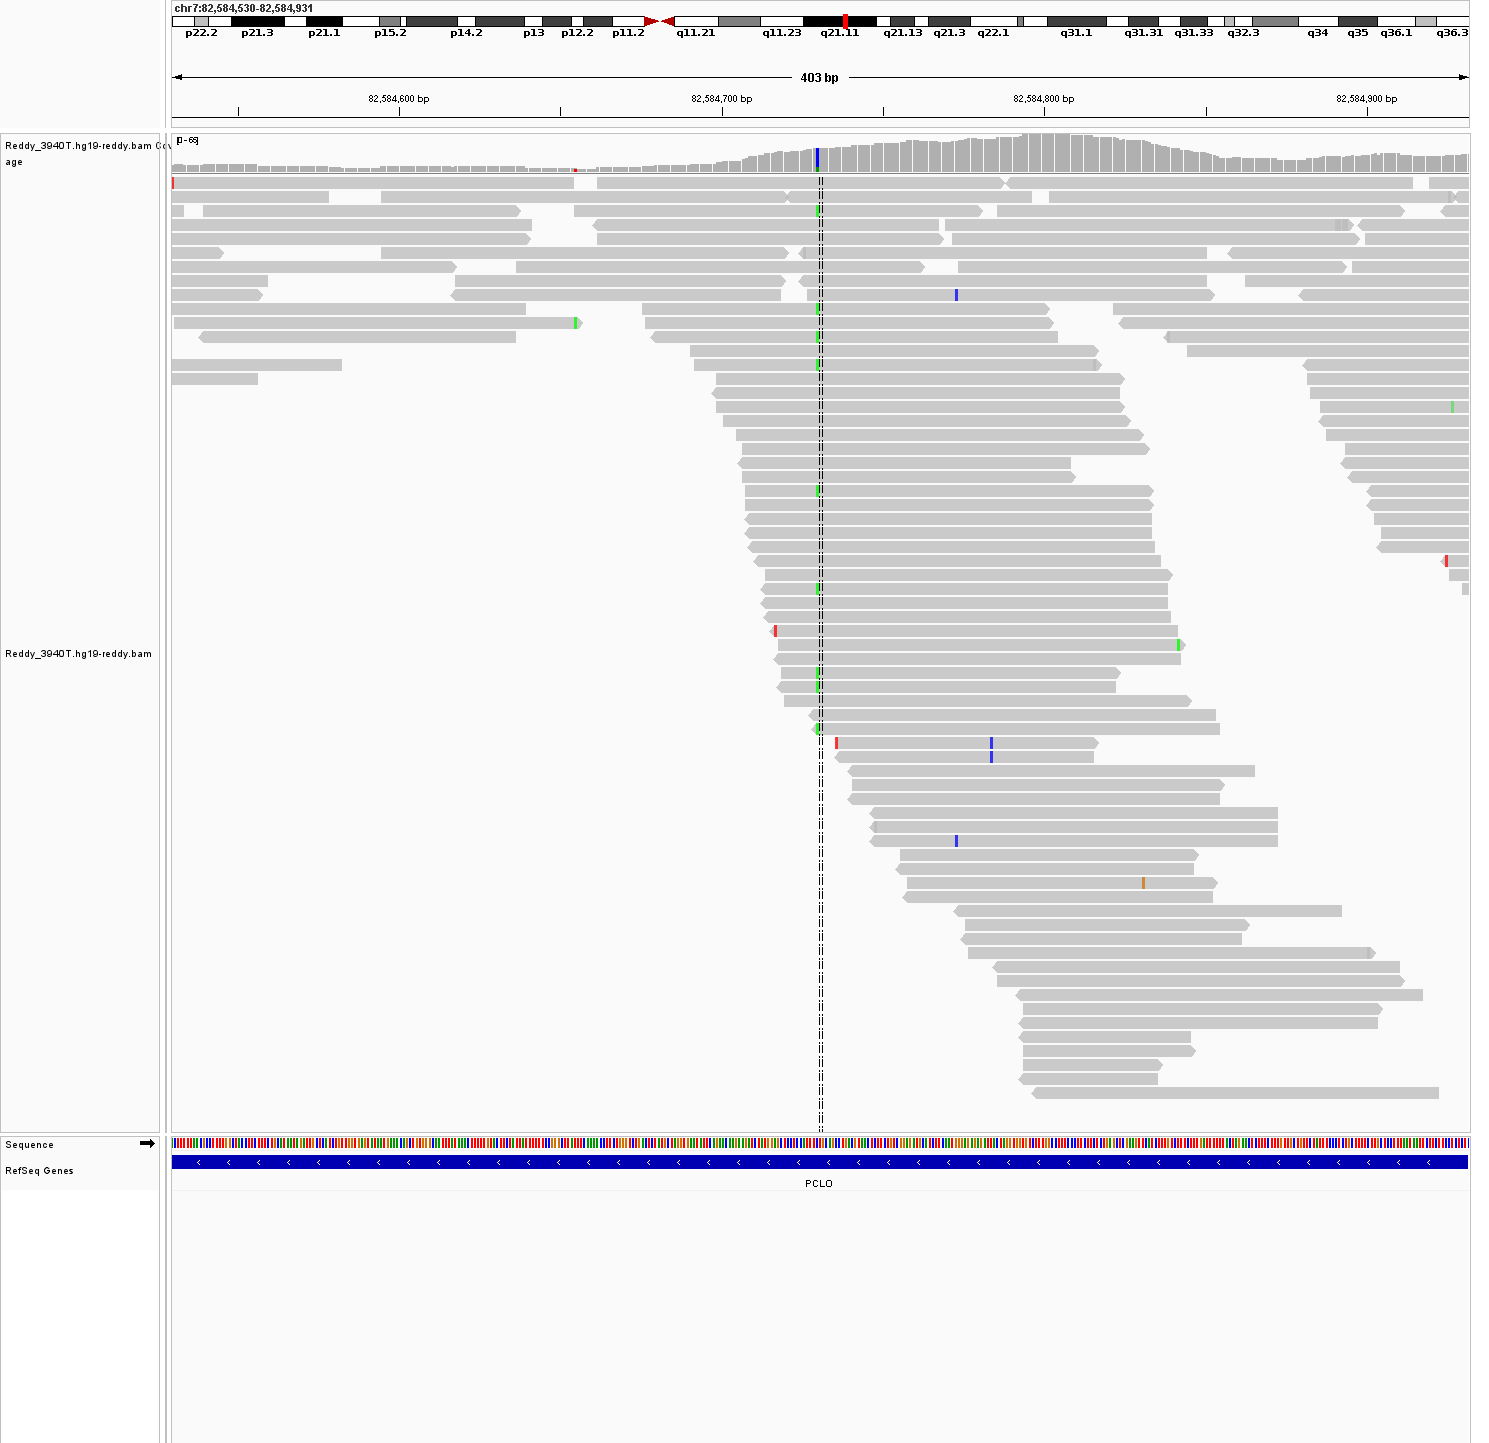 chr7:82,584,530-82,584,931
p22.2 p21.3 p21.1 p15.2 p14.2 p13 p12.2 p11.2 q11.21 q11.23 q21.11 q21.13 q21.3 q22.1 q31.1 q31.31 q31.33 q32.3 q34 q35 q36.1 q36.3
403 bp
82,584,600 bp 82,584,700 bp 82,584,800 bp 82,584,900 bp
Reddy_3940T.hg19-reddy.bam Cov
age
Reddy_3940T.hg19-reddy.bam
Sequence
RefSeq Genes
PCLO